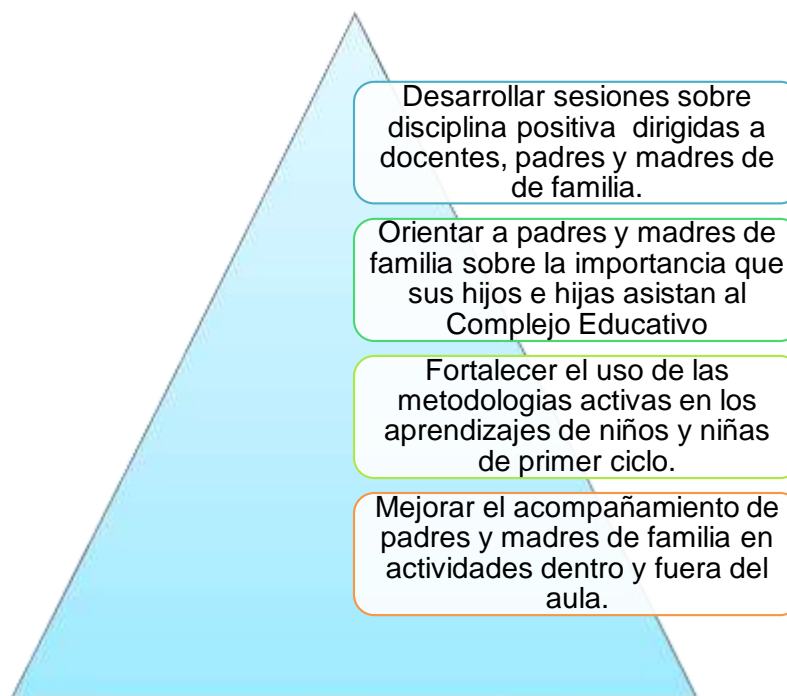 Desarrollar sesiones sobre
disciplina positiva dirigidas a
docentes, padres y madres de
de familia.
Orientar a padres y madres de
familia sobre la importancia que
sus hijos e hijas asistan al
Complejo Educativo
Fortalecer el uso de las
metodologias activas en los
aprendizajes de niños y niñas
de primer ciclo.
Mejorar el acompañamiento de
padres y madres de familia en
actividades dentro y fuera del
aula.